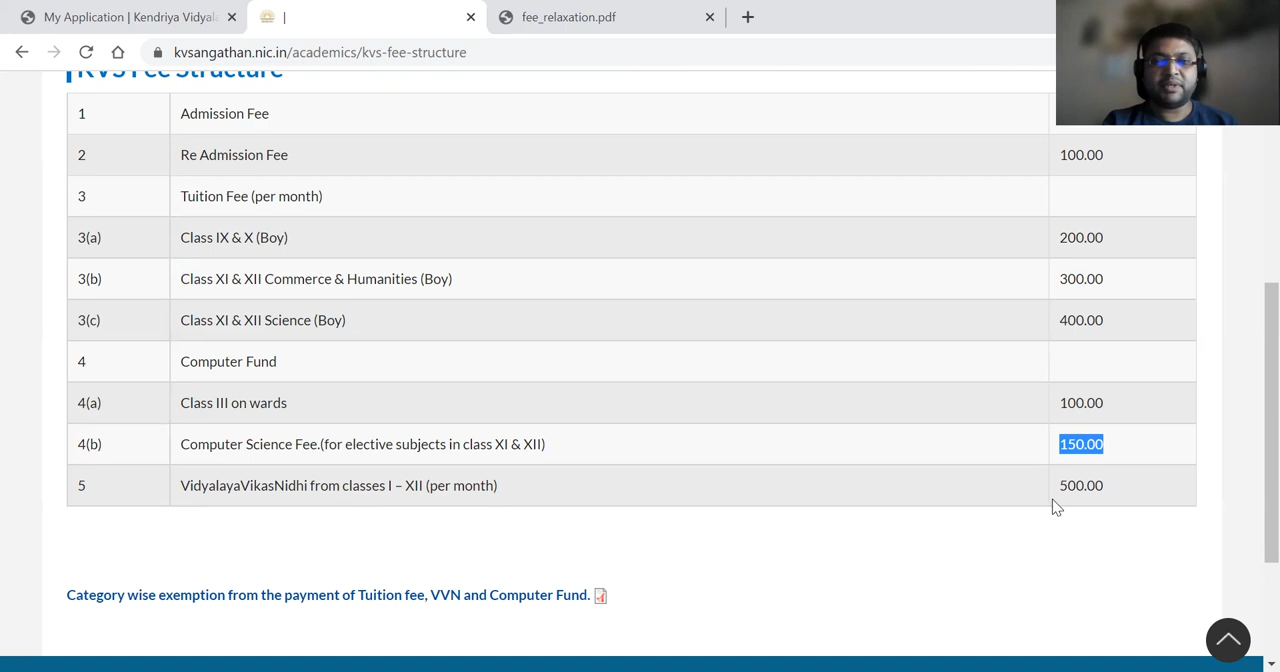 My Application | Kendriya Vidyala
|
fee_relaxation.pdf
kvsangathan.nic.in/academics/kvs-fee-structure
KVS Fee Structure
1 Admission Fee
2 Re Admission Fee 100.00
3 Tuition Fee (per month)
3(a) Class IX & X (Boy) 200.00
3(b) Class XI & XII Commerce & Humanities (Boy) 300.00
3(c) Class XI & XII Science (Boy) 400.00
4 Computer Fund
4(a) Class III on wards 100.00
4(b) Computer Science Fee.(for elective subjects in class XI & XII) 150.00
5 VidyalayaVikasNidhi from classes I – XII (per month) 500.00
Category wise exemption from the payment of Tuition fee, VVN and Computer Fund.